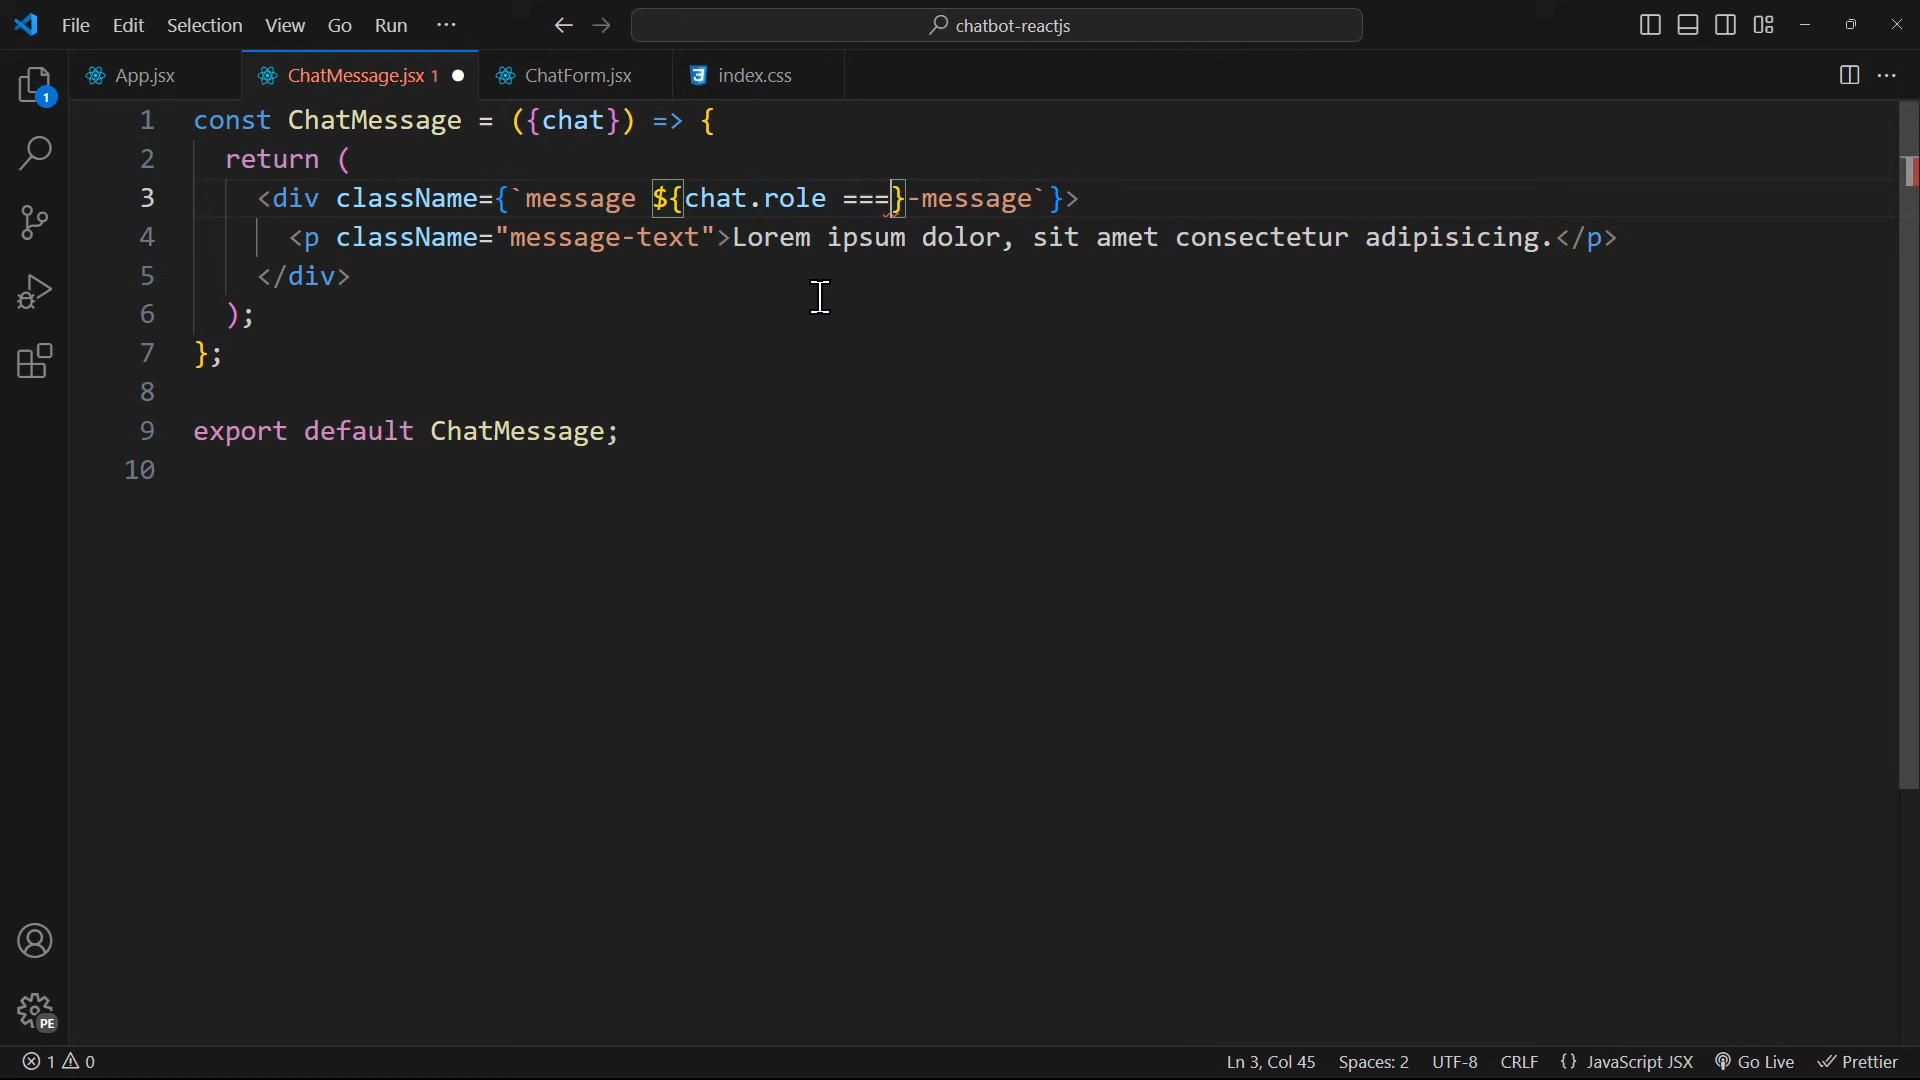 File Edit Selection View Go Run ··· chatbot-reactjs
App.jsx ChatMessage.jsx 1 ChatForm.jsx index.css ···
1 const ChatMessage = ({chat}) => {
2   return (
3     <div className={`message ${chat.role ===}-message`}>
4       <p className="message-text">Lorem ipsum dolor, sit amet consectetur adipisicing.</p>
5     </div>
6   );
7 };
8
9 export default ChatMessage;
10
1
PE
1 0 Ln 3, Col 45 Spaces: 2 UTF-8 CRLF {} JavaScript JSX Go Live Prettier